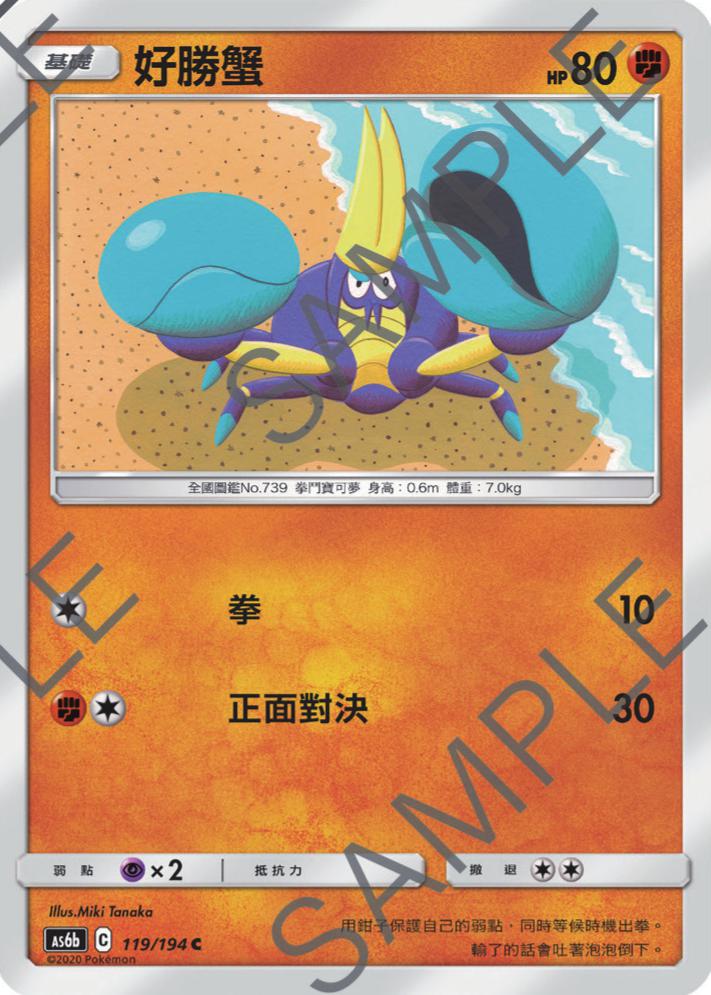 基礎 好勝蟹 HP 80
全國圖鑑No.739 拳鬥寶可夢 身高：0.6m 體重：7.0kg
拳 10
正面對決 30
弱點 ×2 抵抗力 撤退
Illus.Miki Tanaka
用鉗子保護自己的弱點，同時等候時機出拳。
輸了的話會吐著泡泡倒下。
AS6b C 119/194 C
©2020 Pokémon
SAMPLE
SAMPLE